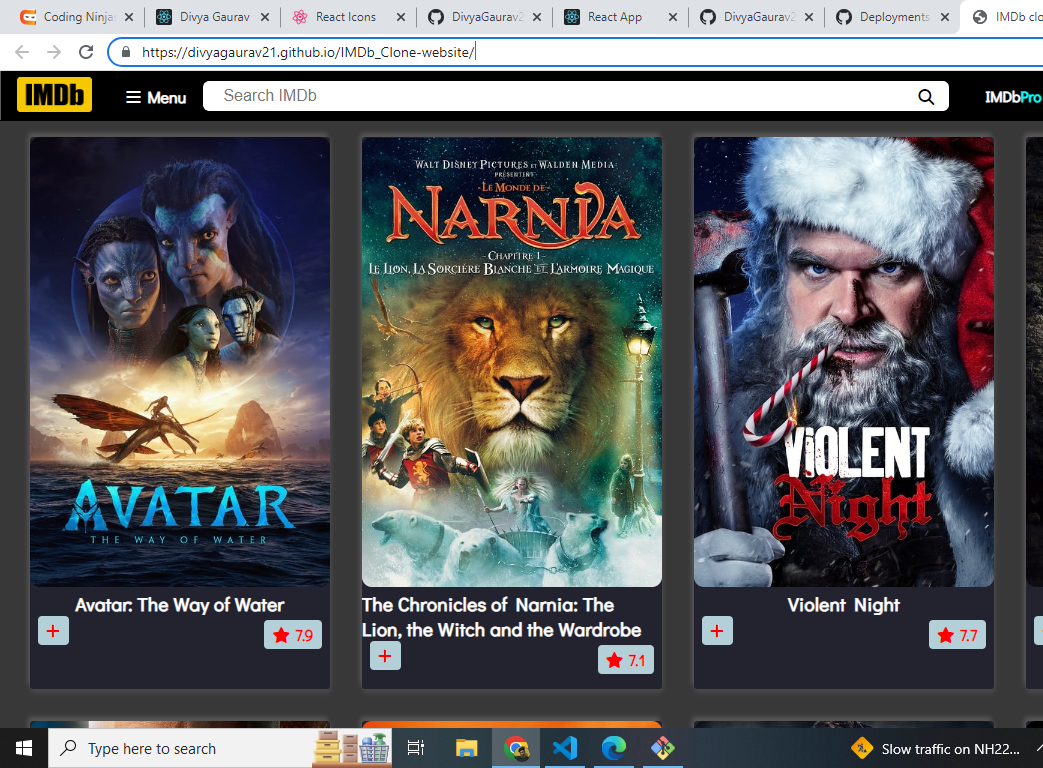 Coding Ninjas
Divya Gaurav
React Icons
DivyaGaurav2
React App
DivyaGaurav2
Deployments
IMDb clo
https://divyagaurav21.github.io/IMDb_Clone-website/
IMDb
Menu
Search IMDb
IMDbPro
AVATAR
THE WAY OF WATER
WALT DISNEY PICTURES ET WALDEN MEDIA
PRÉSENTENT
LE MONDE DE
NARNIA
CHAPITRE 1
LE LION, LA SORCIÈRE BLANCHE ET L'ARMOIRE MAGIQUE
VIOLENT
Night
Avatar: The Way of Water
+
7.9
The Chronicles of Narnia: The
Lion, the Witch and the Wardrobe
+
7.1
Violent Night
+
7.7
Type here to search
Slow traffic on NH22...